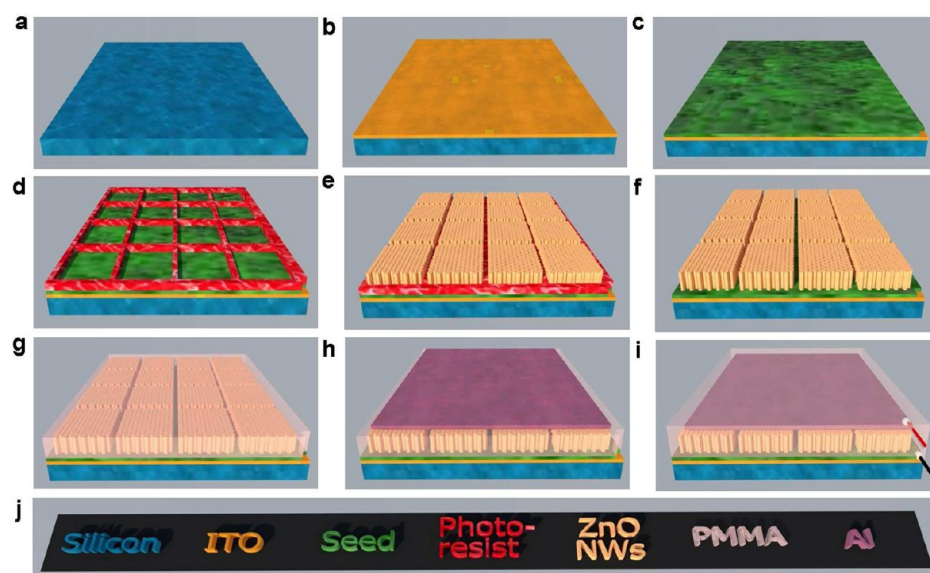 a
b
c
d
e
f
g
h
i
j
Silicon
ITO
Seed
Photo-
resist
ZnO
NWs
PMMA
Al